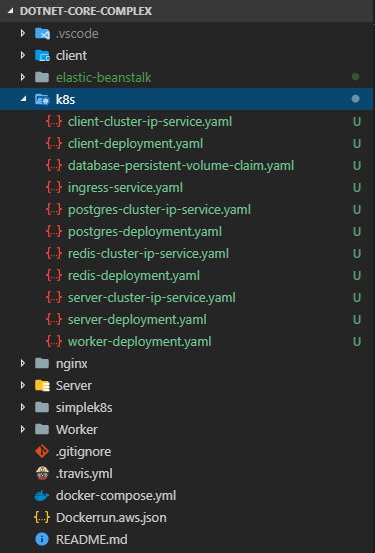 DOTNET-CORE-COMPLEX
.vscode
client
elastic-beanstalk
k8s
{..} client-cluster-ip-service.yaml U
{..} client-deployment.yaml U
{..} database-persistent-volume-claim.yaml U
{..} ingress-service.yaml U
{..} postgres-cluster-ip-service.yaml U
{..} postgres-deployment.yaml U
{..} redis-cluster-ip-service.yaml U
{..} redis-deployment.yaml U
{..} server-cluster-ip-service.yaml U
{..} server-deployment.yaml U
{..} worker-deployment.yaml U
nginx
Server
simplek8s
Worker
.gitignore
.travis.yml
docker-compose.yml
{..} Dockerrun.aws.json
README.md